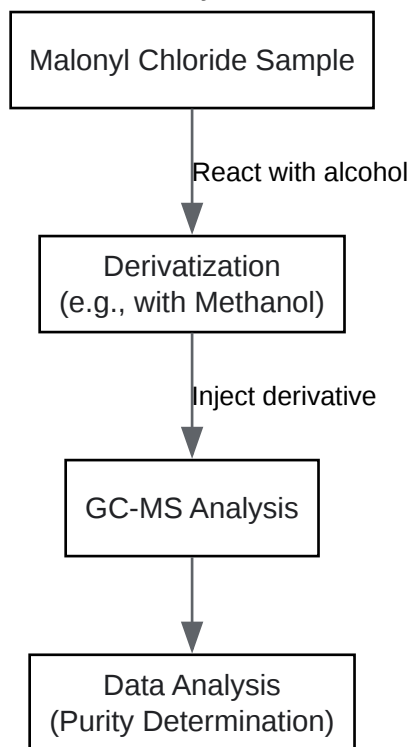 Malonyl Chloride Sample
React with alcohol
Derivatization
(e.g., with Methanol)
Inject derivative
GC-MS Analysis
Data Analysis
(Purity Determination)